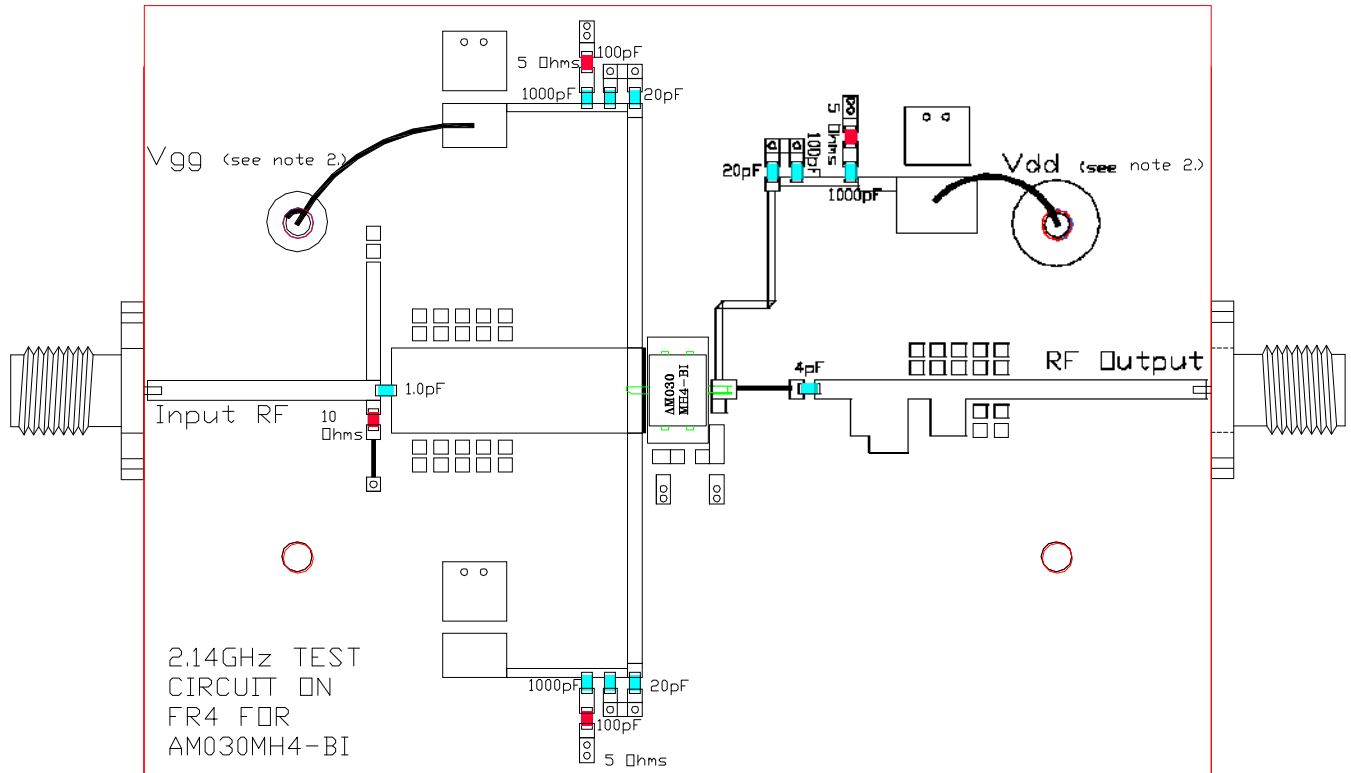 100pF
5 Ohms
1000pF
20pF
Vgg (see note 2.)
5 Ohms
100pF
20pF
1000pF
Vdd (see note 2.)
AM030
MH4-BI
4pF
RF Output
1.0pF
Input RF
10
Ohms
2.14GHz TEST
CIRCUIT ON
FR4 FOR
AM030MH4-BI
1000pF
20pF
100pF
5 Ohms